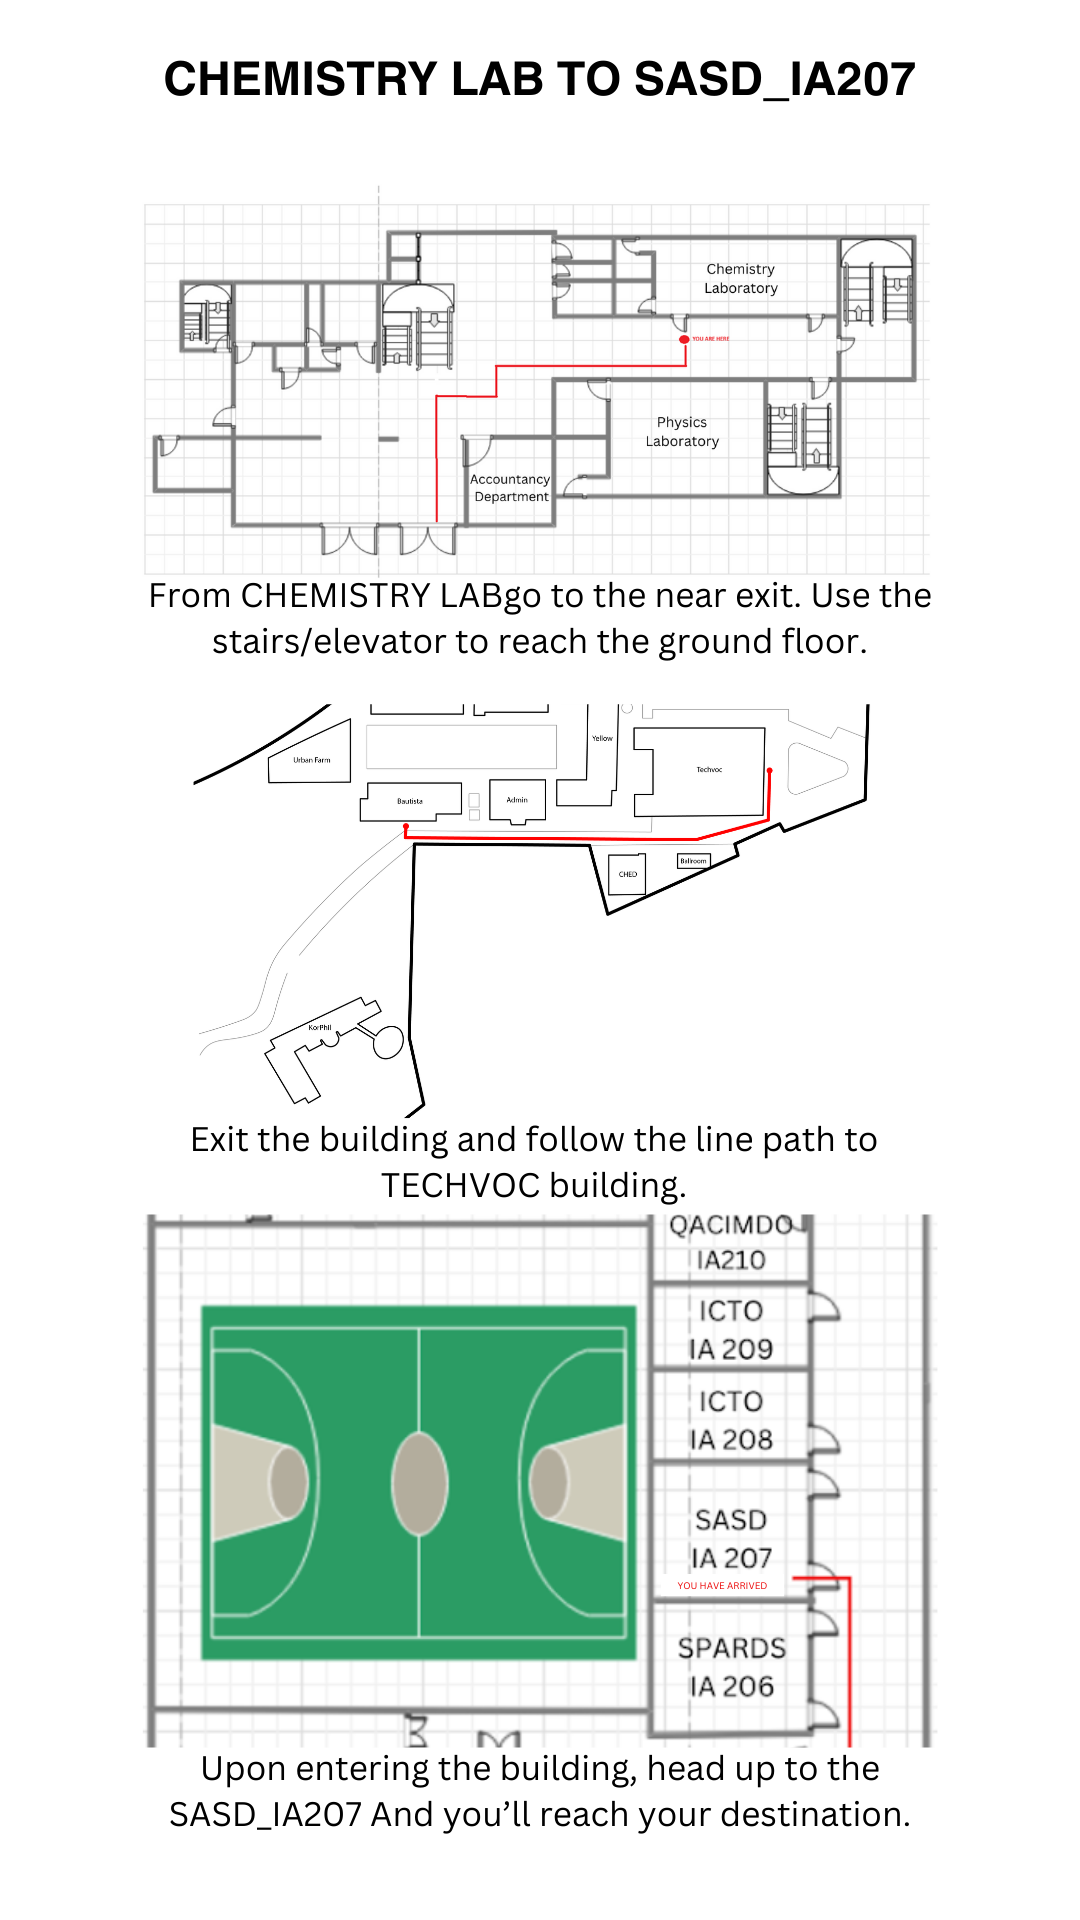 CHEMISTRY LAB TO SASD_IA207
Chemistry
Laboratory
YOU ARE HERE
Physics
Laboratory
Accountancy
Department
From CHEMISTRY LABgo to the near exit. Use the
stairs/elevator to reach the ground floor.
Yellow
Urban Farm
Techvoc
Bautista
Admin
Ballroom
CHED
KorPhil
Exit the building and follow the line path to
TECHVOC building.
QACIMDO
IA210
ICTO
IA 209
ICTO
IA 208
SASD
IA 207
YOU HAVE ARRIVED
SPARDS
IA 206
Upon entering the building, head up to the
SASD_IA207 And you’ll reach your destination.